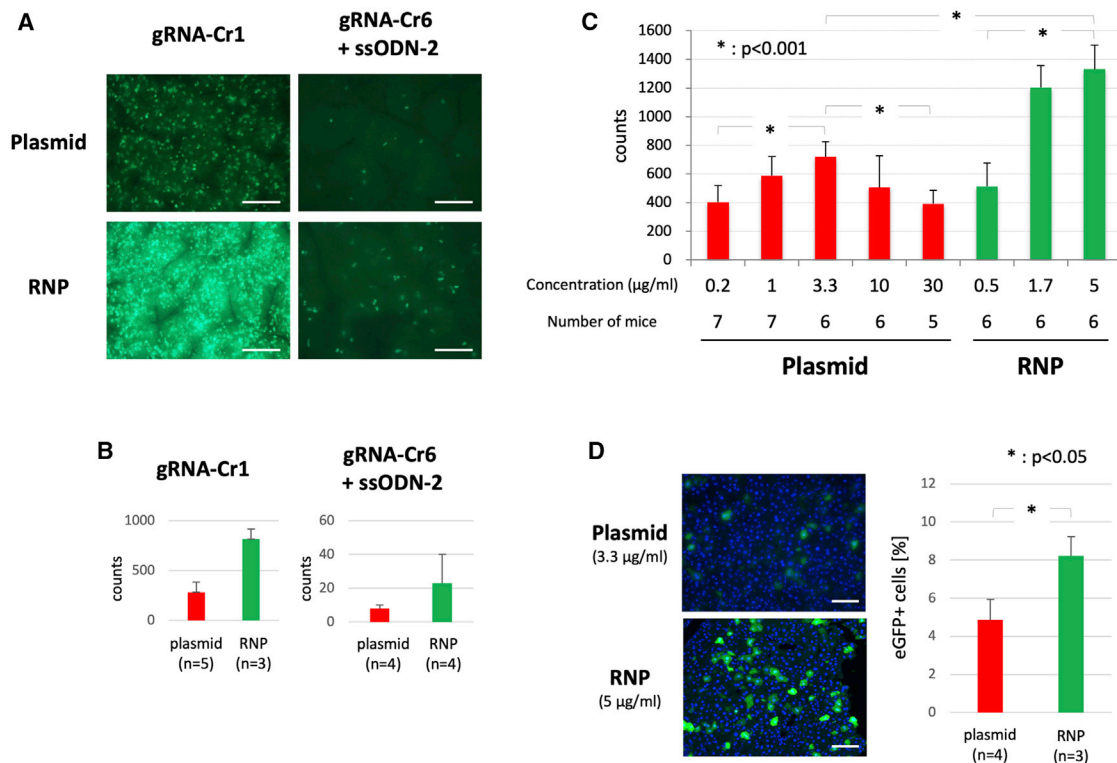 A
gRNA-Cr1
gRNA-Cr6
+ ssODN-2
Plasmid
RNP
B
gRNA-Cr1
gRNA-Cr6
+ ssODN-2
counts
1000
500
0
plasmid
(n=5)
RNP
(n=3)
counts
60
40
20
0
plasmid
(n=4)
RNP
(n=4)
C
* : p<0.001
*
*
*
*
counts
1600
1400
1200
1000
800
600
400
200
0
Concentration (µg/ml) 0.2 1 3.3 10 30 0.5 1.7 5
Number of mice 7 7 6 6 5 6 6 6
Plasmid RNP
D
Plasmid
(3.3 µg/ml)
RNP
(5 µg/ml)
* : p<0.05
*
eGFP+ cells [%]
12
10
8
6
4
2
0
plasmid
(n=4)
RNP
(n=3)